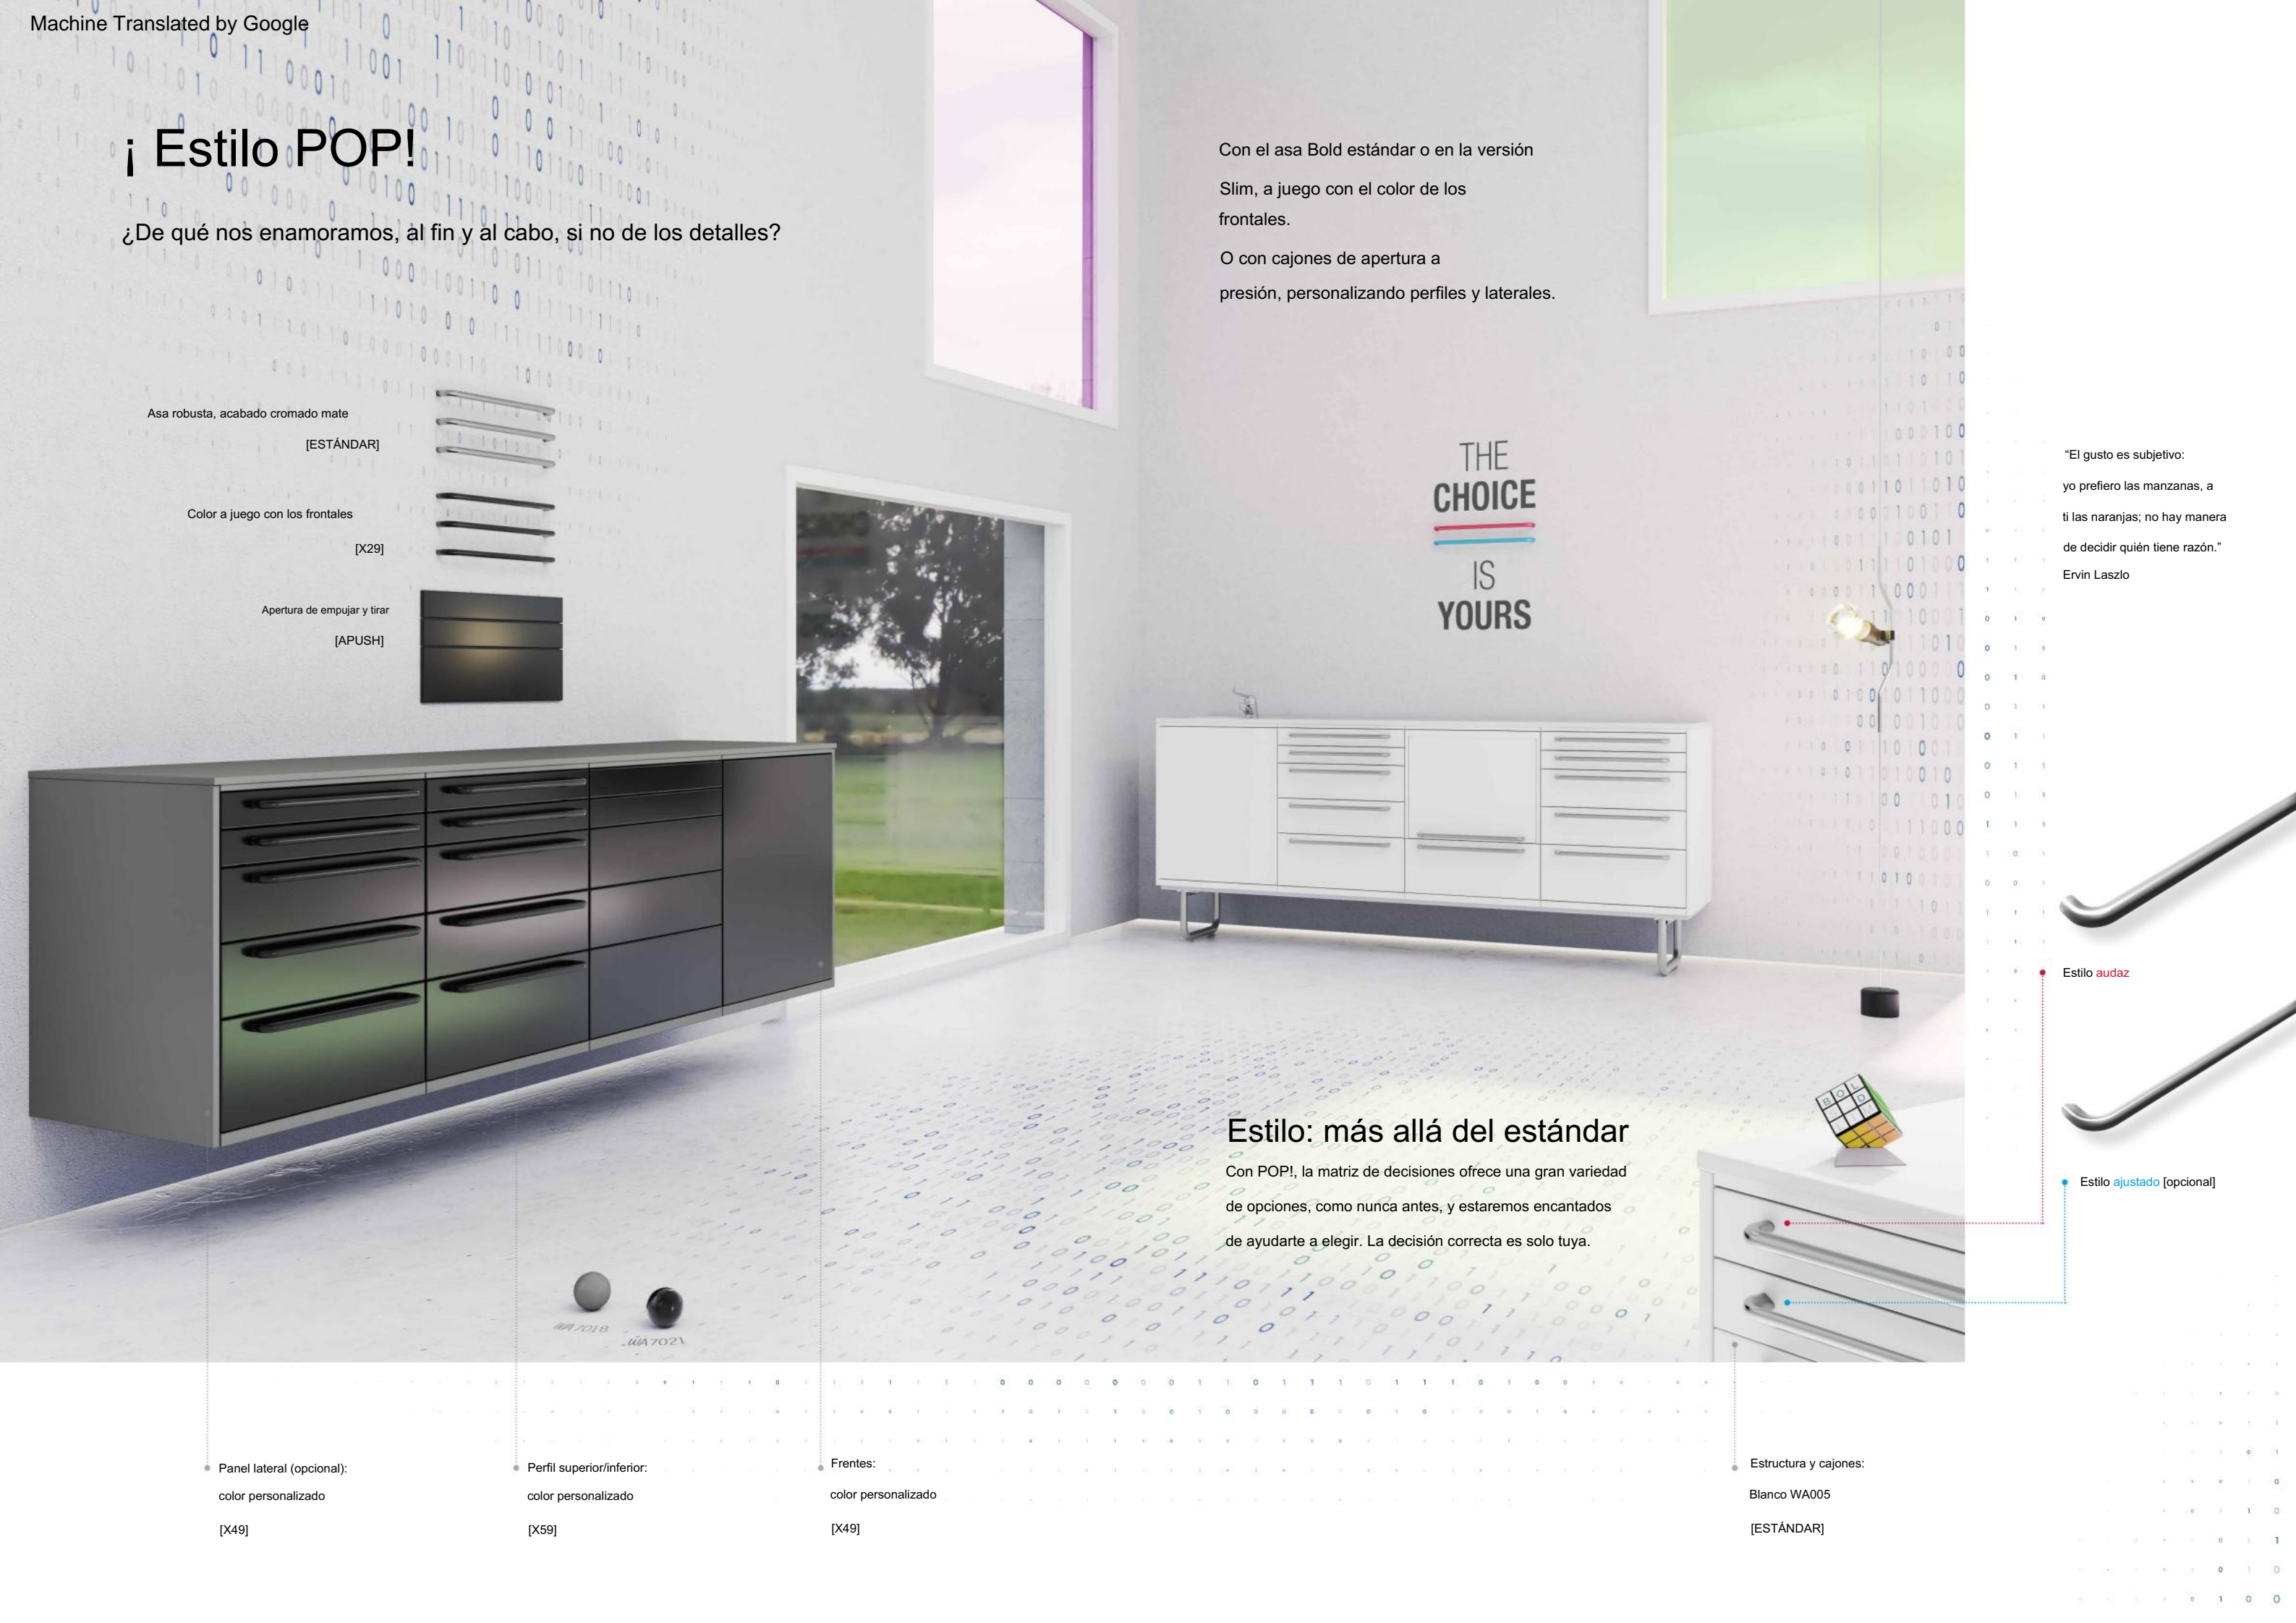 Machine Translated by Google
¡ Estilo POP!
¿De qué nos enamoramos, al fin y al cabo, si no de los detalles?
Con el asa Bold estándar o en la versión
Slim, a juego con el color de los
frontales.
O con cajones de apertura a
presión, personalizando perfiles y laterales.
Asa robusta, acabado cromado mate
[ESTÁNDAR]
Color a juego con los frontales
[X29]
Apertura de empujar y tirar
[APUSH]
THE
CHOICE
IS
YOURS
“El gusto es subjetivo:
yo prefiero las manzanas, a
ti las naranjas; no hay manera
de decidir quién tiene razón.”
Ervin Laszlo
Estilo audaz
Estilo ajustado [opcional]
Estilo: más allá del estándar
Con POP!, la matriz de decisiones ofrece una gran variedad
de opciones, como nunca antes, y estaremos encantados
de ayudarte a elegir. La decisión correcta es solo tuya.
BOL
D
WA7018
WA7021
Panel lateral (opcional):
color personalizado
[X49]
Perfil superior/inferior:
color personalizado
[X59]
Frentes:
color personalizado
[X49]
Estructura y cajones:
Blanco WA005
[ESTÁNDAR]